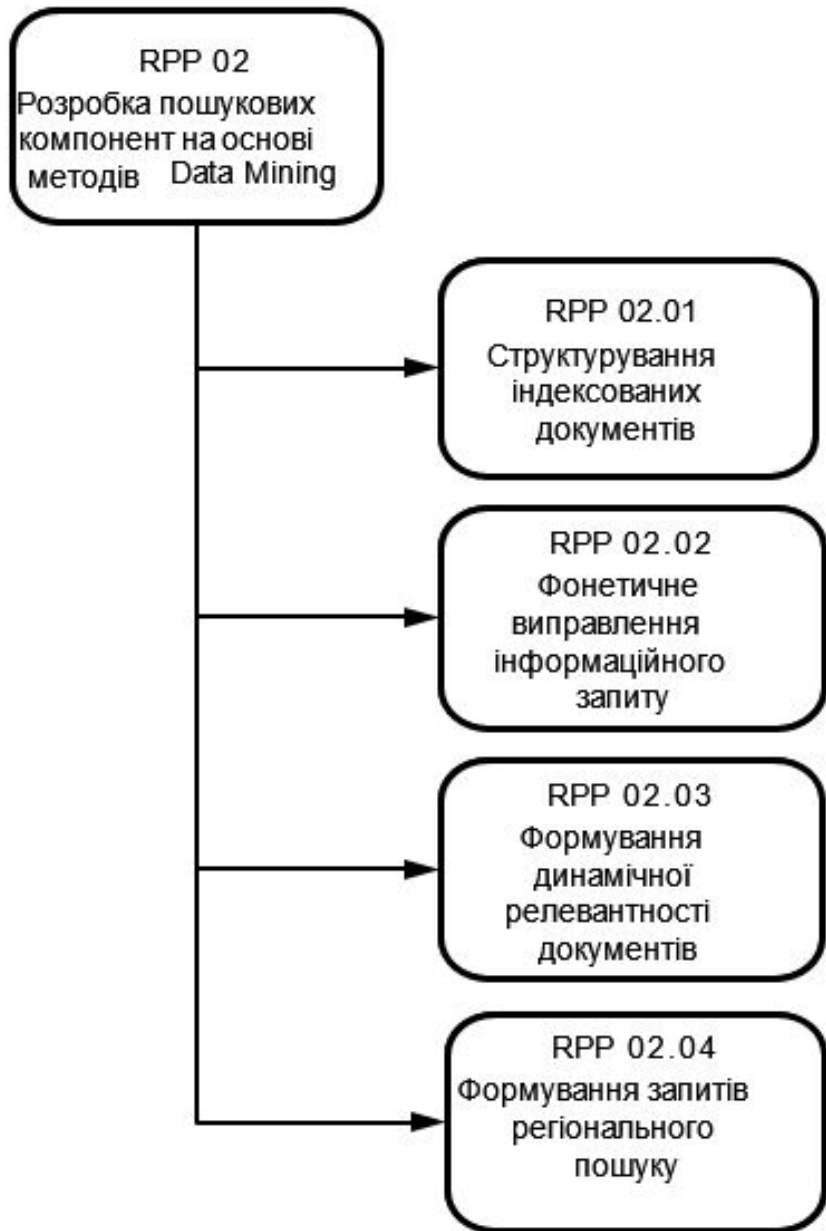 RPP 02
Розробка пошукових
компонент на основі
методів Data Mining
RPP 02.01
Структурування
індексованих
документів
RPP 02.02
Фонетичне
виправлення
інформаційного
запиту
RPP 02.03
Формування
динамічної
релевантності
документів
RPP 02.04
Формування запитів
регіонального
пошуку